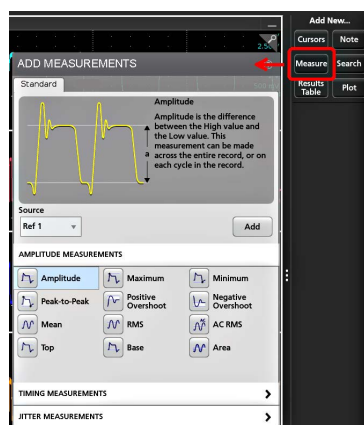 Add New...
2.50
Cursors
Note
ADD MEASUREMENTS
Measure
Search
Standard
Results
Table
Plot
Amplitude
Amplitude is the difference
between the High value and
the Low value. This
measurement can be made
across the entire record, or on
each cycle in the record.
a
Source
Ref 1
Add
AMPLITUDE MEASUREMENTS
Amplitude
Maximum
Minimum
Peak-to-Peak
Positive
Overshoot
Negative
Overshoot
Mean
RMS
AC RMS
Top
Base
Area
TIMING MEASUREMENTS
JITTER MEASUREMENTS